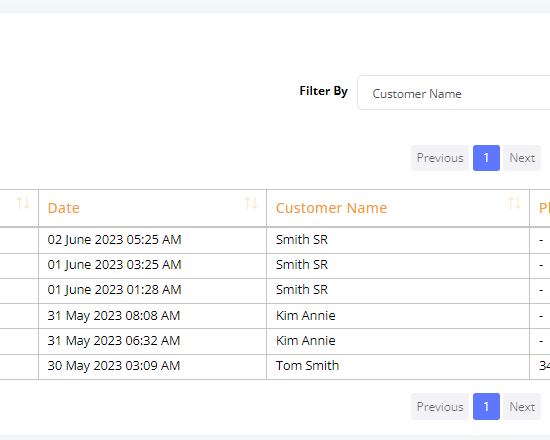 Filter By Customer Name
Previous 1 Next
Date Customer Name
02 June 2023 05:25 AM Smith SR -
01 June 2023 03:25 AM Smith SR -
01 June 2023 01:28 AM Smith SR -
31 May 2023 08:08 AM Kim Annie -
31 May 2023 06:32 AM Kim Annie -
30 May 2023 03:09 AM Tom Smith 34
Previous 1 Next